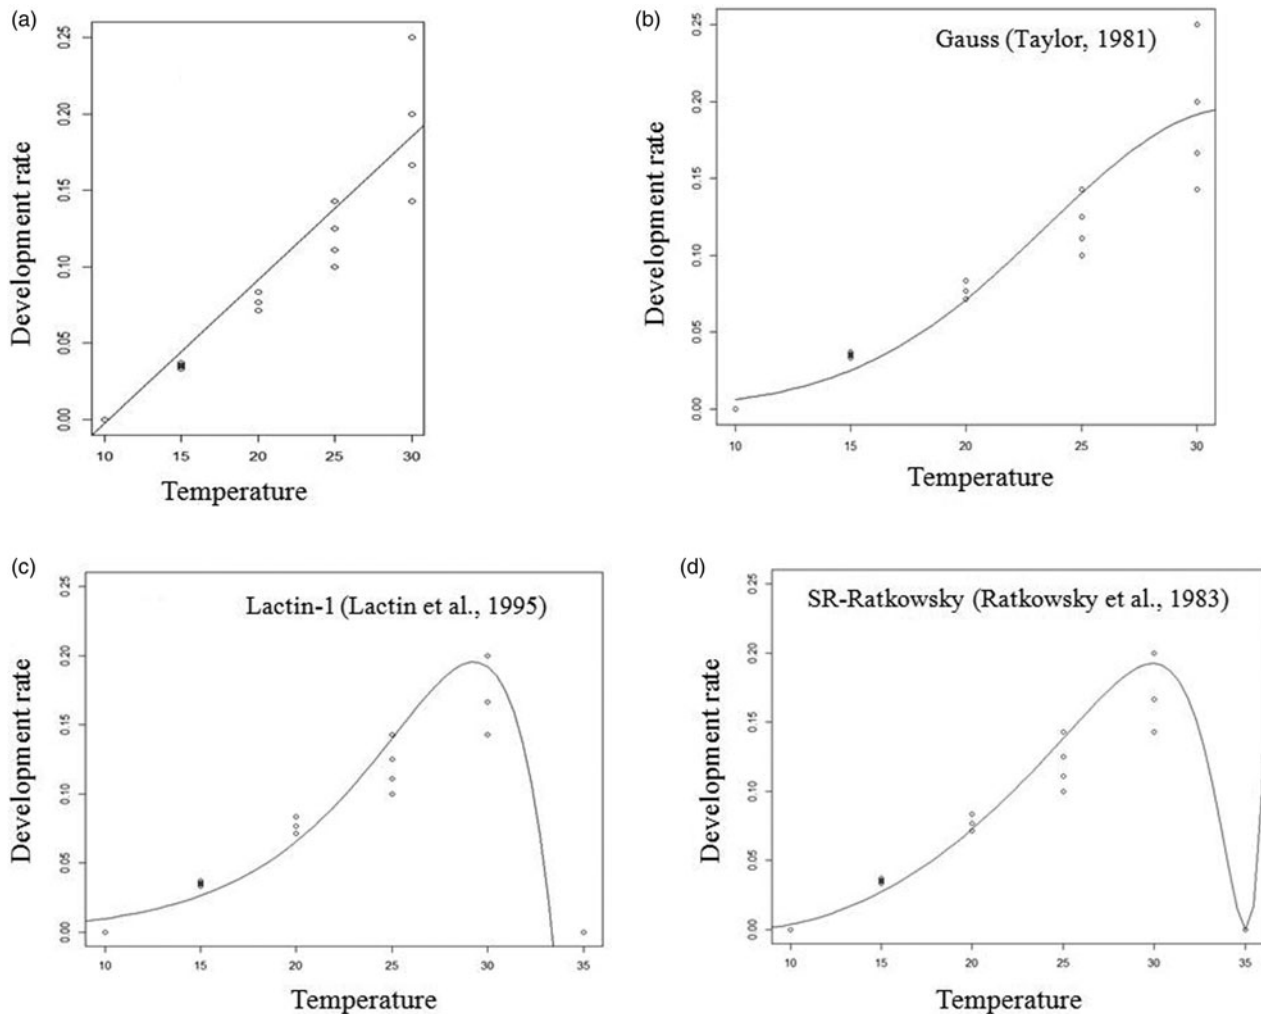 (a)
Development rate
0.25
0.20
0.15
0.10
0.05
0.00
10 15 20 25 30
Temperature
(b)
Gauss (Taylor, 1981)
Development rate
0.25
0.20
0.15
0.10
0.05
0.00
10 15 20 25 30
Temperature
(c)
Lactin-1 (Lactin et al., 1995)
Development rate
0.25
0.20
0.15
0.10
0.05
0.00
10 15 20 25 30 35
Temperature
(d)
SR-Ratkowsky (Ratkowsky et al., 1983)
Development rate
0.25
0.20
0.15
0.10
0.05
0.00
10 15 20 25 30 35
Temperature